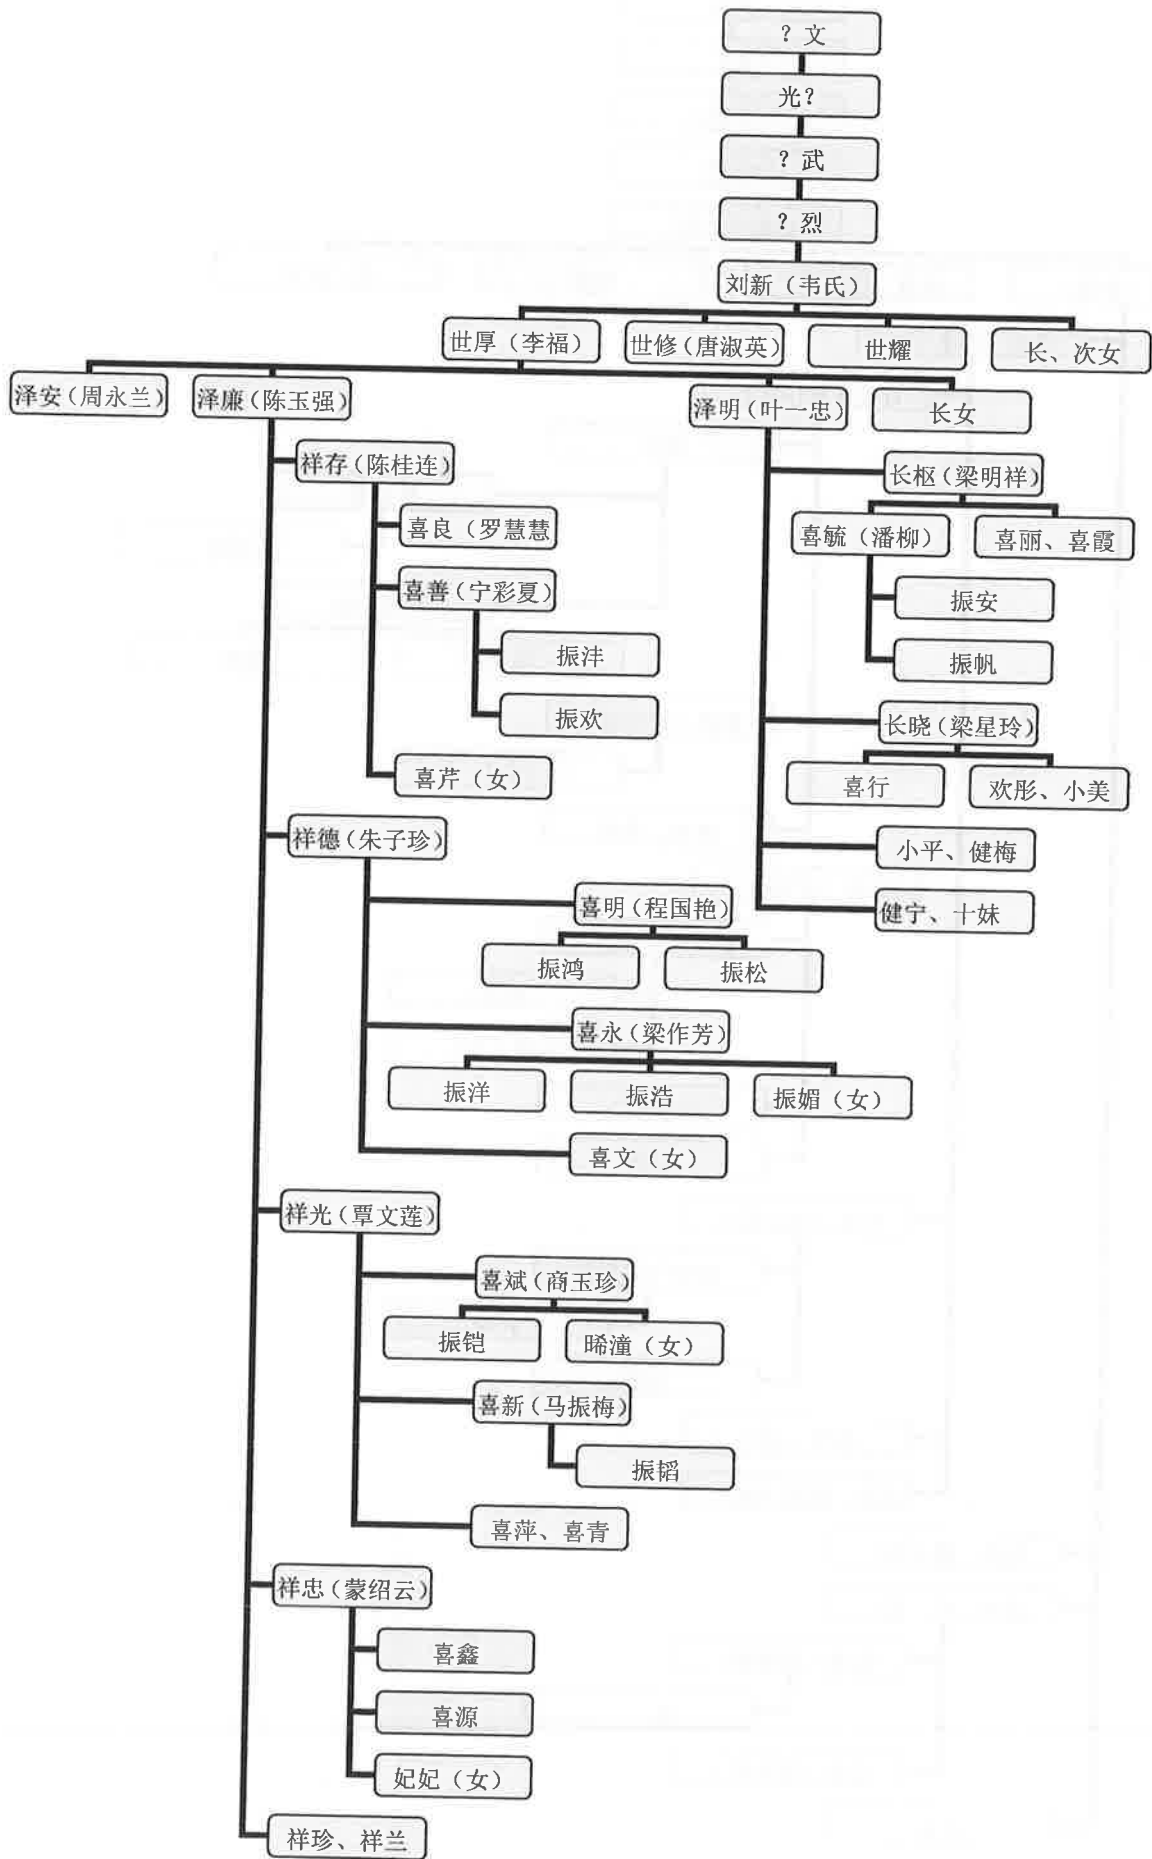 ？文
光？
？武
？烈
刘新（韦氏）
世厚（李福）
世修（唐淑英）
世耀
长、次女
泽安（周永兰）
泽廉（陈玉强）
泽明（叶一忠）
长女
祥存（陈桂连）
喜良（罗慧慧
喜善（宁彩夏）
振沣
振欢
喜芹（女）
祥德（朱子珍）
喜明（程国艳）
振鸿
振松
喜永（梁作芳）
振洋
振浩
振媚（女）
喜文（女）
祥光（覃文莲）
喜斌（商玉珍）
振铠
晞潼（女）
喜新（马振梅）
振韬
喜萍、喜青
祥忠（蒙绍云）
喜鑫
喜源
妃妃（女）
祥珍、祥兰
长枢（梁明祥）
喜毓（潘柳）
喜丽、喜霞
振安
振帆
长晓（梁星玲）
喜行
欢彤、小美
小平、健梅
健宁、十妹